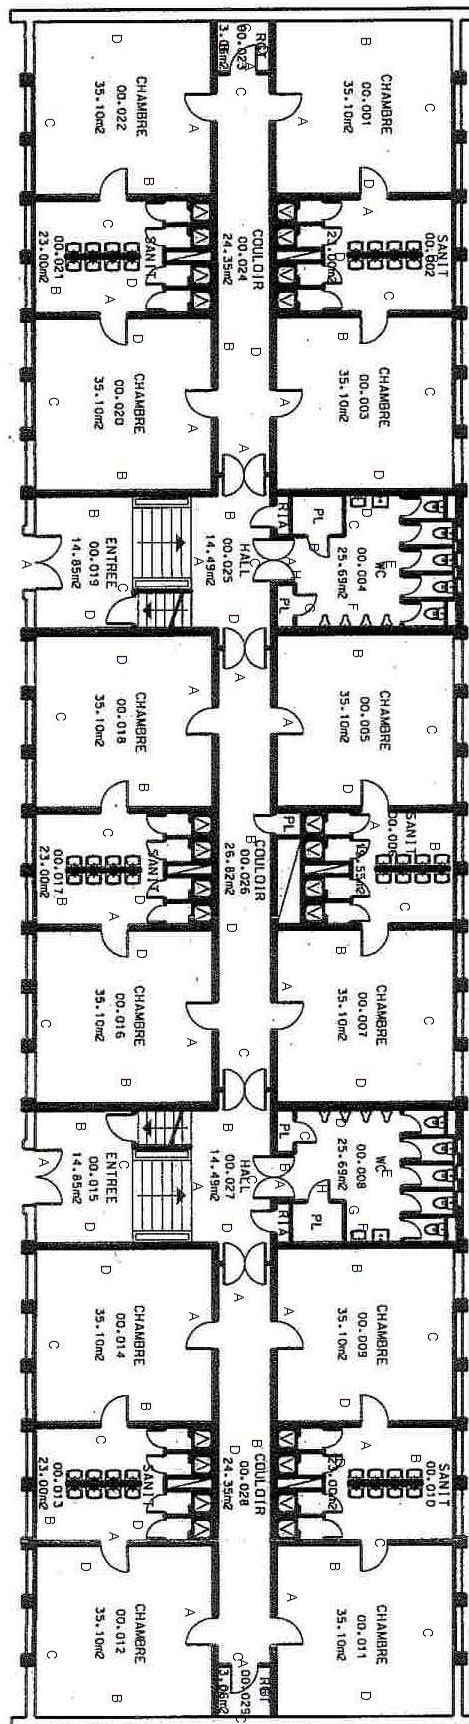 CHAMBRE
00.022
35.10m2
RGT
00.023
CHAMBRE
00.001
35.10m2
SANIT
00.021
23.00m2
COULOIR
00.024
24.35m2
SANIT
00.002
CHAMBRE
00.020
35.10m2
CHAMBRE
00.003
35.10m2
ENTREE
00.019
14.85m2
HALL
00.025
14.49m2
RIA
PL
PL
WC
00.004
25.69m2
CHAMBRE
00.018
35.10m2
CHAMBRE
00.005
35.10m2
SANIT
00.017
23.00m2
COULOIR
00.026
26.82m2
PL
SANIT
CHAMBRE
00.016
35.10m2
CHAMBRE
00.007
35.10m2
ENTREE
00.015
14.85m2
HALL
00.027
14.49m2
PL
RIA
PL
WC
00.008
25.69m2
CHAMBRE
00.014
35.10m2
CHAMBRE
00.009
35.10m2
SANIT
00.013
23.00m2
COULOIR
00.028
24.35m2
SANIT
00.010
CHAMBRE
00.012
35.10m2
RGT
00.029
3.06m2
CHAMBRE
00.011
35.10m2